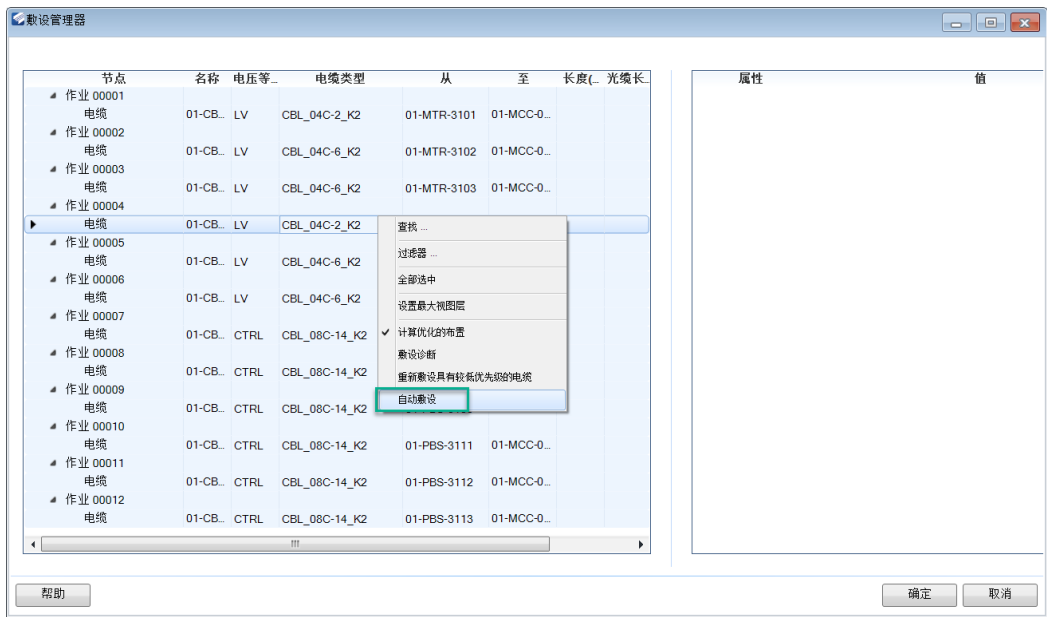 敷设管理器
节点 名称 电压等... 电缆类型 从 至 长度(... 光缆长...
作业 00001
电缆 01-CB... LV CBL_04C-2_K2 01-MTR-3101 01-MCC-0...
作业 00002
电缆 01-CB... LV CBL_04C-6_K2 01-MTR-3102 01-MCC-0...
作业 00003
电缆 01-CB... LV CBL_04C-6_K2 01-MTR-3103 01-MCC-0...
作业 00004
电缆 01-CB... LV CBL_04C-2_K2
作业 00005
电缆 01-CB... LV CBL_04C-6_K2
作业 00006
电缆 01-CB... LV CBL_04C-6_K2
作业 00007
电缆 01-CB... CTRL CBL_08C-14_K2
作业 00008
电缆 01-CB... CTRL CBL_08C-14_K2
作业 00009
电缆 01-CB... CTRL CBL_08C-14_K2
作业 00010
电缆 01-CB... CTRL CBL_08C-14_K2 01-PBS-3111 01-MCC-0...
作业 00011
电缆 01-CB... CTRL CBL_08C-14_K2 01-PBS-3112 01-MCC-0...
作业 00012
电缆 01-CB... CTRL CBL_08C-14_K2 01-PBS-3113 01-MCC-0...
查找 ...
过滤器 ...
全部选中
设置最大视图层
计算优化的布置
敷设诊断
重新敷设具有较低优先级的电缆
自动敷设
属性 值
帮助 确定 取消